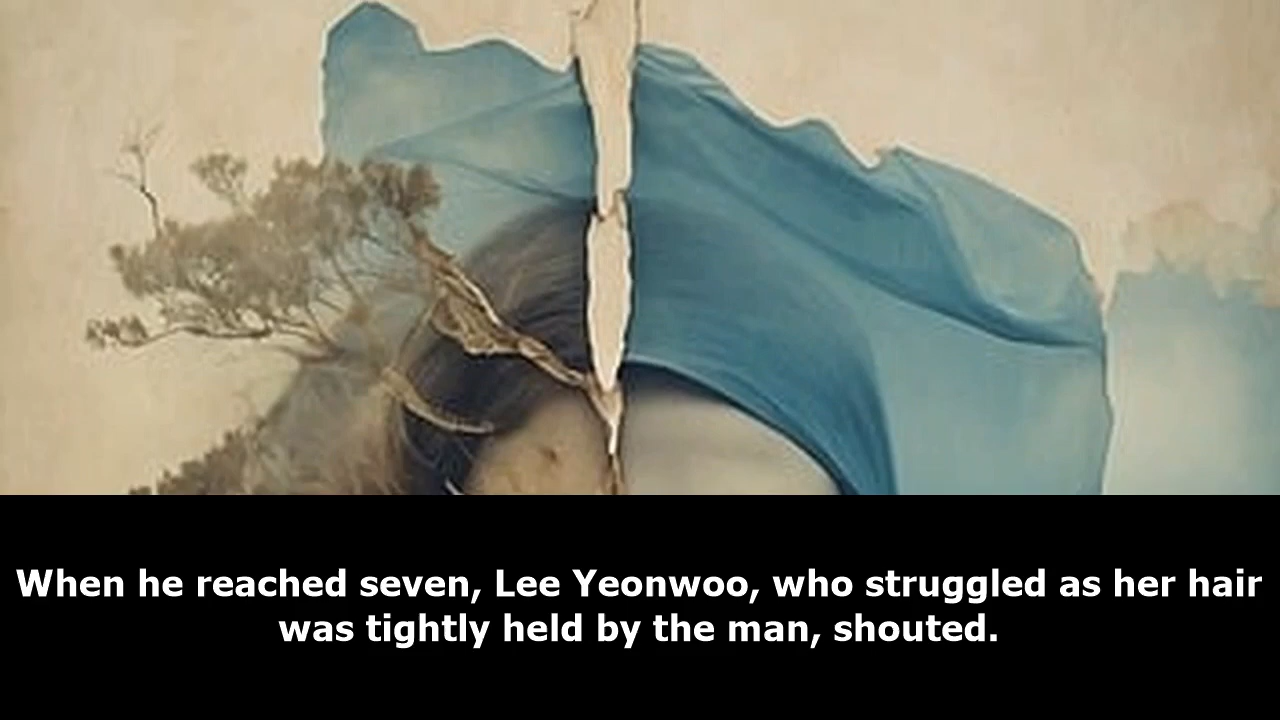 When he reached seven, Lee Yeonwoo, who struggled as her hair
was tightly held by the man, shouted.